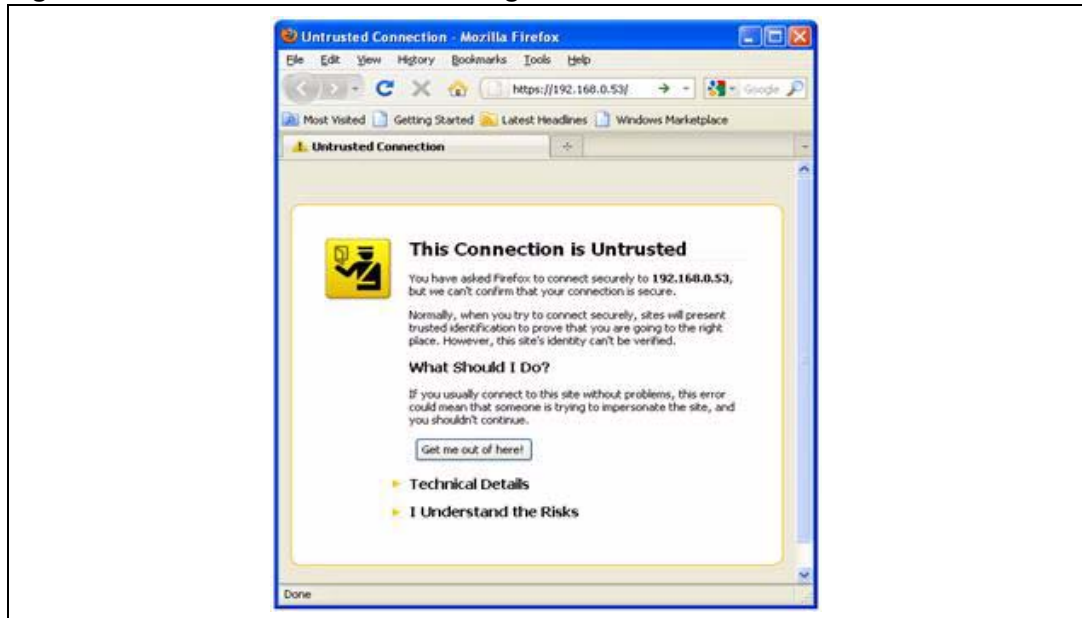 Untrusted Connection - Mozilla Firefox
File Edit View History Bookmarks Tools Help
https://192.168.0.53/ Google
Most Visited Getting Started Latest Headlines Windows Marketplace
Untrusted Connection
This Connection is Untrusted
You have asked Firefox to connect securely to 192.168.0.53,
but we can't confirm that your connection is secure.
Normally, when you try to connect securely, sites will present
trusted identification to prove that you are going to the right
place. However, this site's identity can't be verified.
What Should I Do?
If you usually connect to this site without problems, this error
could mean that someone is trying to impersonate the site, and
you shouldn't continue.
Get me out of here!
Technical Details
I Understand the Risks
Done